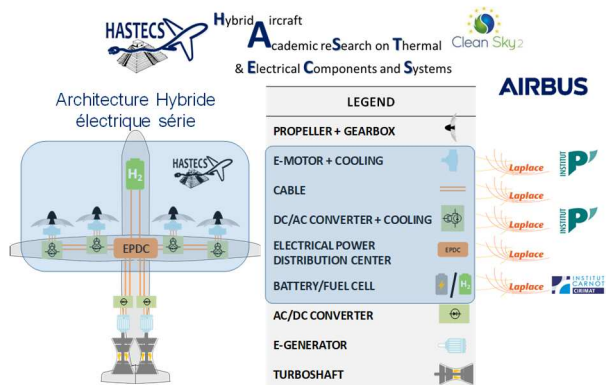 HASTECS
Hybrid Aircraft
Academic reSearch on Thermal
& Electrical Components and Systems
Clean Sky2
AIRBUS
Architecture Hybride
électrique série
HASTECS
H2
EPDC
LEGEND
PROPELLER + GEARBOX
E-MOTOR + COOLING
Laplace
INSTITUT
P'
CABLE
Laplace
DC/AC CONVERTER + COOLING
Laplace
INSTITUT
P'
ELECTRICAL POWER
DISTRIBUTION CENTER
EPDC
Laplace
BATTERY/FUEL CELL
/
H2
Laplace
INSTITUT
CARNOT
CIRIMAT
AC/DC CONVERTER
E-GENERATOR
TURBOSHAFT